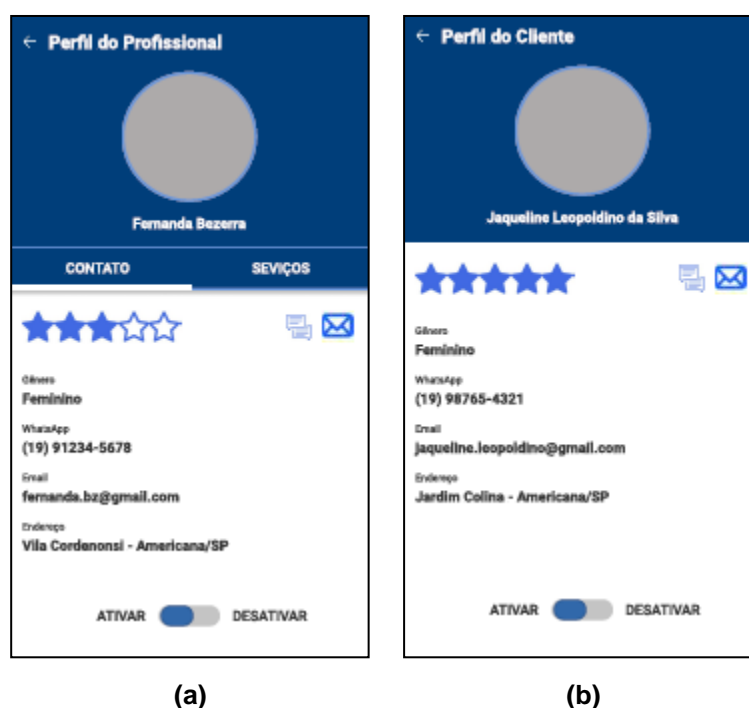 ← Perfil do Profissional
Fernanda Bezerra
CONTATO SEVIÇOS
Gênero
Feminino
WhatsApp
(19) 91234-5678
Email
fernanda.bz@gmail.com
Endereço
Vila Cordenonsi - Americana/SP
ATIVAR DESATIVAR
(a)
← Perfil do Cliente
Jaqueline Leopoldino da Silva
Gênero
Feminino
WhatsApp
(19) 98765-4321
Email
jaqueline.leopoldino@gmail.com
Endereço
Jardim Colina - Americana/SP
ATIVAR DESATIVAR
(b)